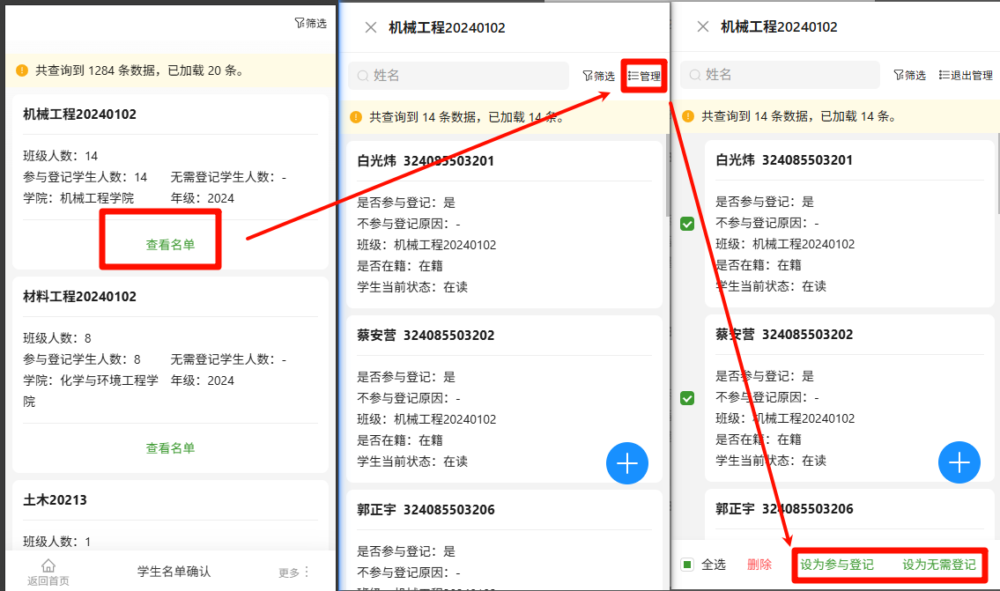 筛选
共查询到 1284 条数据，已加载 20 条。
机械工程20240102
班级人数：14
参与登记学生人数：14 无需登记学生人数：-
学院：机械工程学院 年级：2024
查看名单
材料工程20240102
班级人数：8
参与登记学生人数：8 无需登记学生人数：-
学院：化学与环境工程学 年级：2024
院
查看名单
土木20213
班级人数：1
返回首页 学生名单确认 更多
机械工程20240102
姓名 筛选 管理
共查询到 14 条数据，已加载 14 条。
白光炜 324085503201
是否参与登记：是
不参与登记原因：-
班级：机械工程20240102
是否在籍：在籍
学生当前状态：在读
蔡安营 324085503202
是否参与登记：是
不参与登记原因：-
班级：机械工程20240102
是否在籍：在籍
学生当前状态：在读
郭正宇 324085503206
是否参与登记：是
不参与登记原因：-
班级：机械工程20240102
机械工程20240102
姓名 筛选 退出管理
共查询到 14 条数据，已加载 14 条。
白光炜 324085503201
是否参与登记：是
不参与登记原因：-
班级：机械工程20240102
是否在籍：在籍
学生当前状态：在读
蔡安营 324085503202
是否参与登记：是
不参与登记原因：-
班级：机械工程20240102
是否在籍：在籍
学生当前状态：在读
郭正宇 324085503206
全选 删除 设为参与登记 设为无需登记